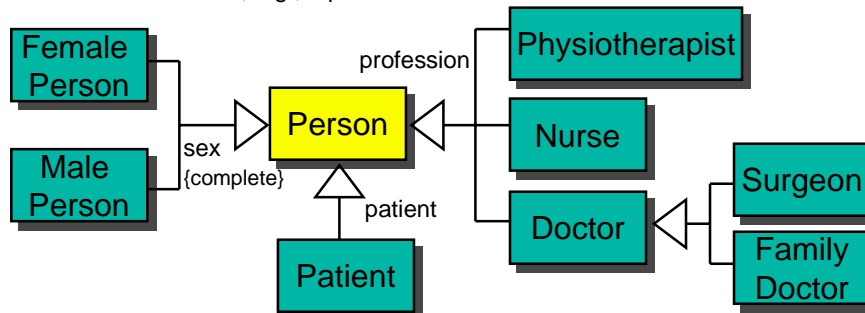 Female
Person
Male
Person
sex
{complete}
Person
patient
Patient
profession
Physiotherapist
Nurse
Doctor
Surgeon
Family
Doctor